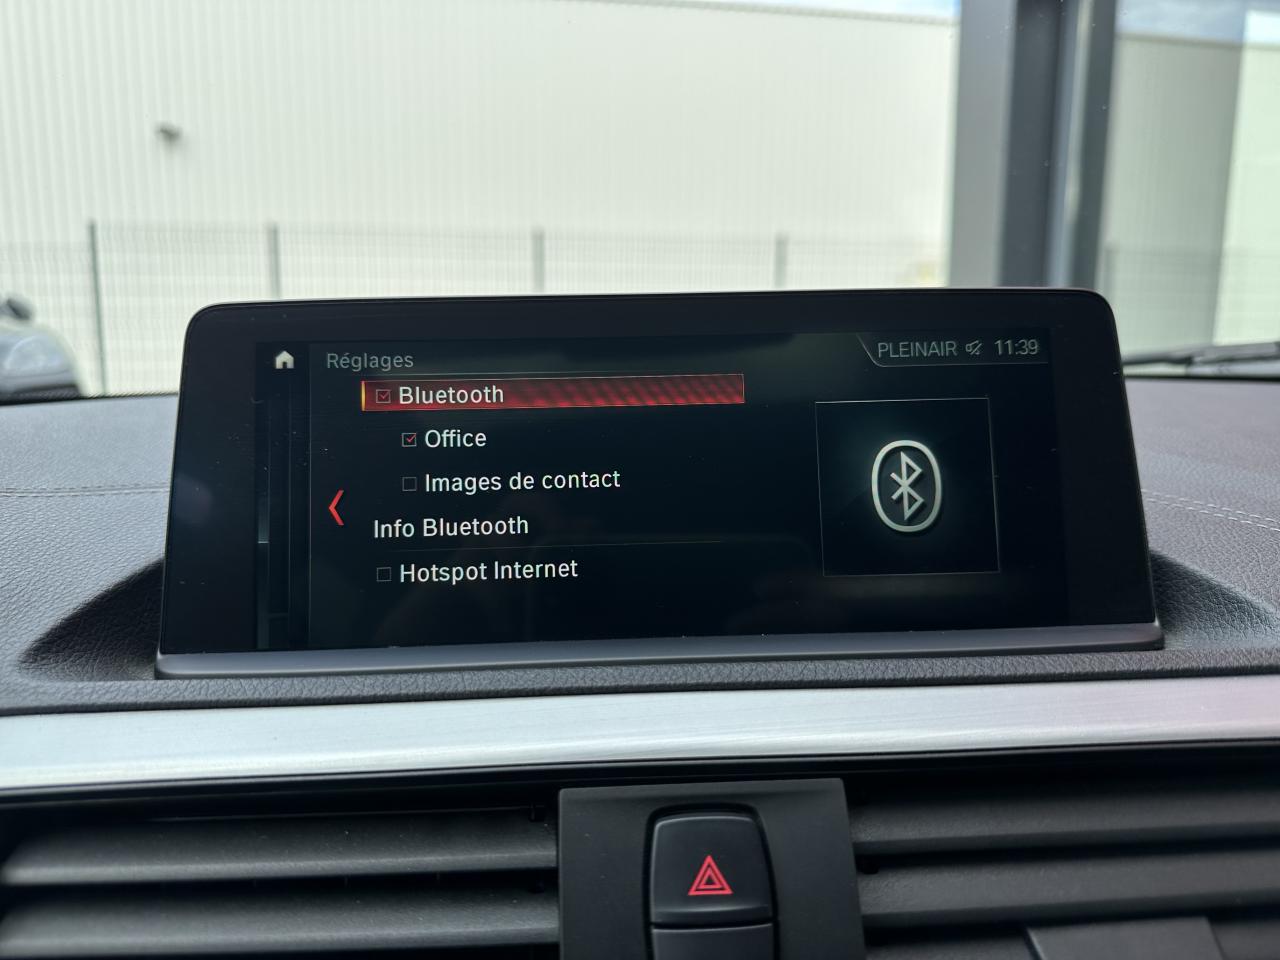 Réglages
PLEINAIR 11:39
Bluetooth
Office
Images de contact
Info Bluetooth
Hotspot Internet